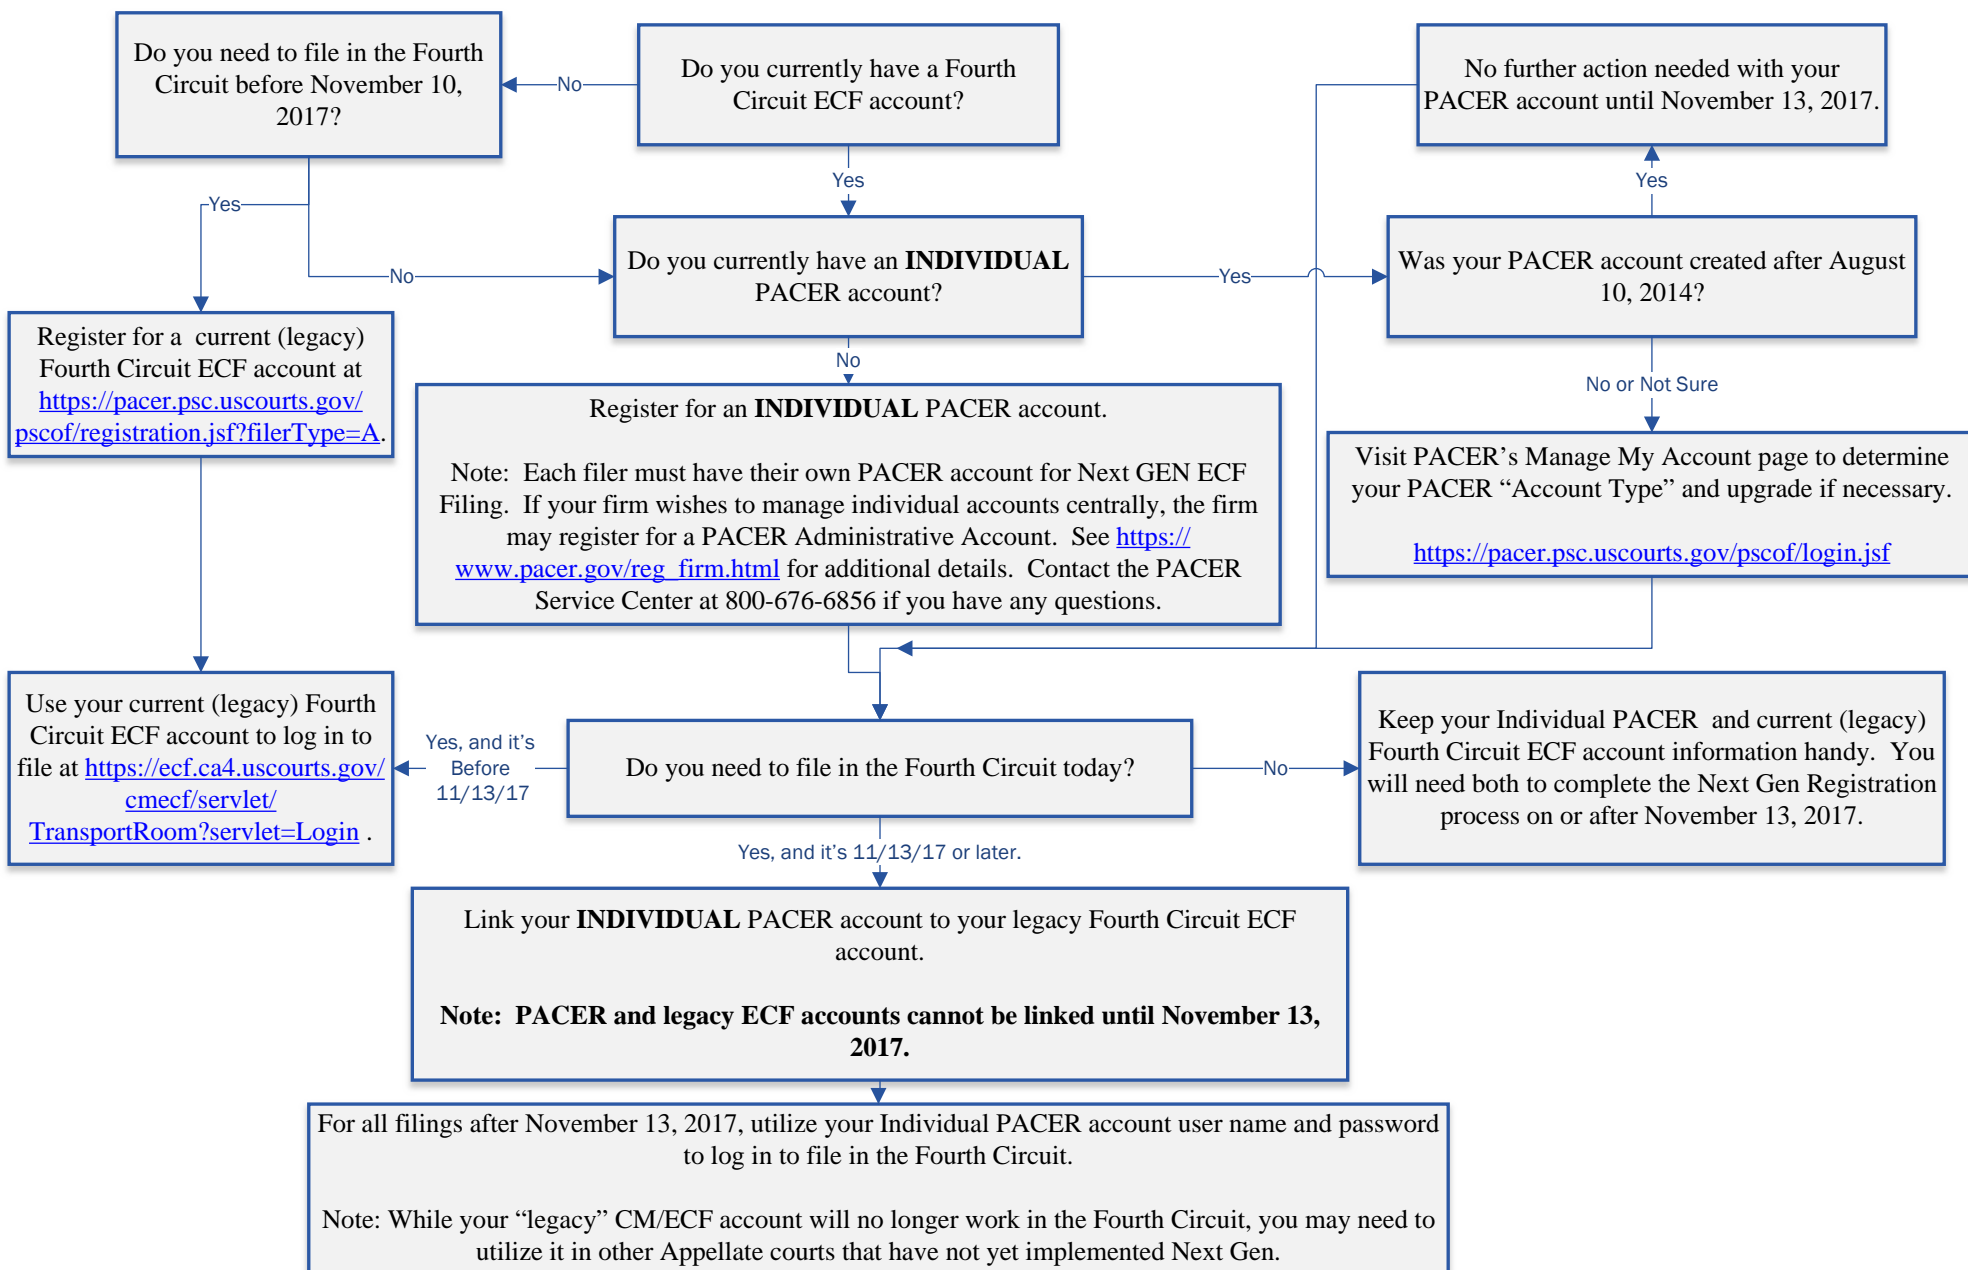 Do you need to file in the Fourth
Circuit before November 10,
2017?
No
Do you currently have a Fourth
Circuit ECF account?
No further action needed with your
PACER account until November 13, 2017.
Yes
Yes
Yes
No
Do you currently have an INDIVIDUAL
PACER account?
Yes
Was your PACER account created after August
10, 2014?
Register for a current (legacy)
Fourth Circuit ECF account at
https://pacer.psc.uscourts.gov/
pscof/registration.jsf?filerType=A.
No
No or Not Sure
Register for an INDIVIDUAL PACER account.
Note: Each filer must have their own PACER account for Next GEN ECF
Filing. If your firm wishes to manage individual accounts centrally, the firm
may register for a PACER Administrative Account. See https://
www.pacer.gov/reg_firm.html for additional details. Contact the PACER
Service Center at 800-676-6856 if you have any questions.
Visit PACER’s Manage My Account page to determine
your PACER “Account Type” and upgrade if necessary.
https://pacer.psc.uscourts.gov/pscof/login.jsf
Use your current (legacy) Fourth
Circuit ECF account to log in to
file at https://ecf.ca4.uscourts.gov/
cmecf/servlet/
TransportRoom?servlet=Login .
Yes, and it’s
Before
11/13/17
Do you need to file in the Fourth Circuit today?
No
Keep your Individual PACER and current (legacy)
Fourth Circuit ECF account information handy. You
will need both to complete the Next Gen Registration
process on or after November 13, 2017.
Yes, and it’s 11/13/17 or later.
Link your INDIVIDUAL PACER account to your legacy Fourth Circuit ECF
account.
Note: PACER and legacy ECF accounts cannot be linked until November 13,
2017.
For all filings after November 13, 2017, utilize your Individual PACER account user name and password
to log in to file in the Fourth Circuit.
Note: While your “legacy” CM/ECF account will no longer work in the Fourth Circuit, you may need to
utilize it in other Appellate courts that have not yet implemented Next Gen.